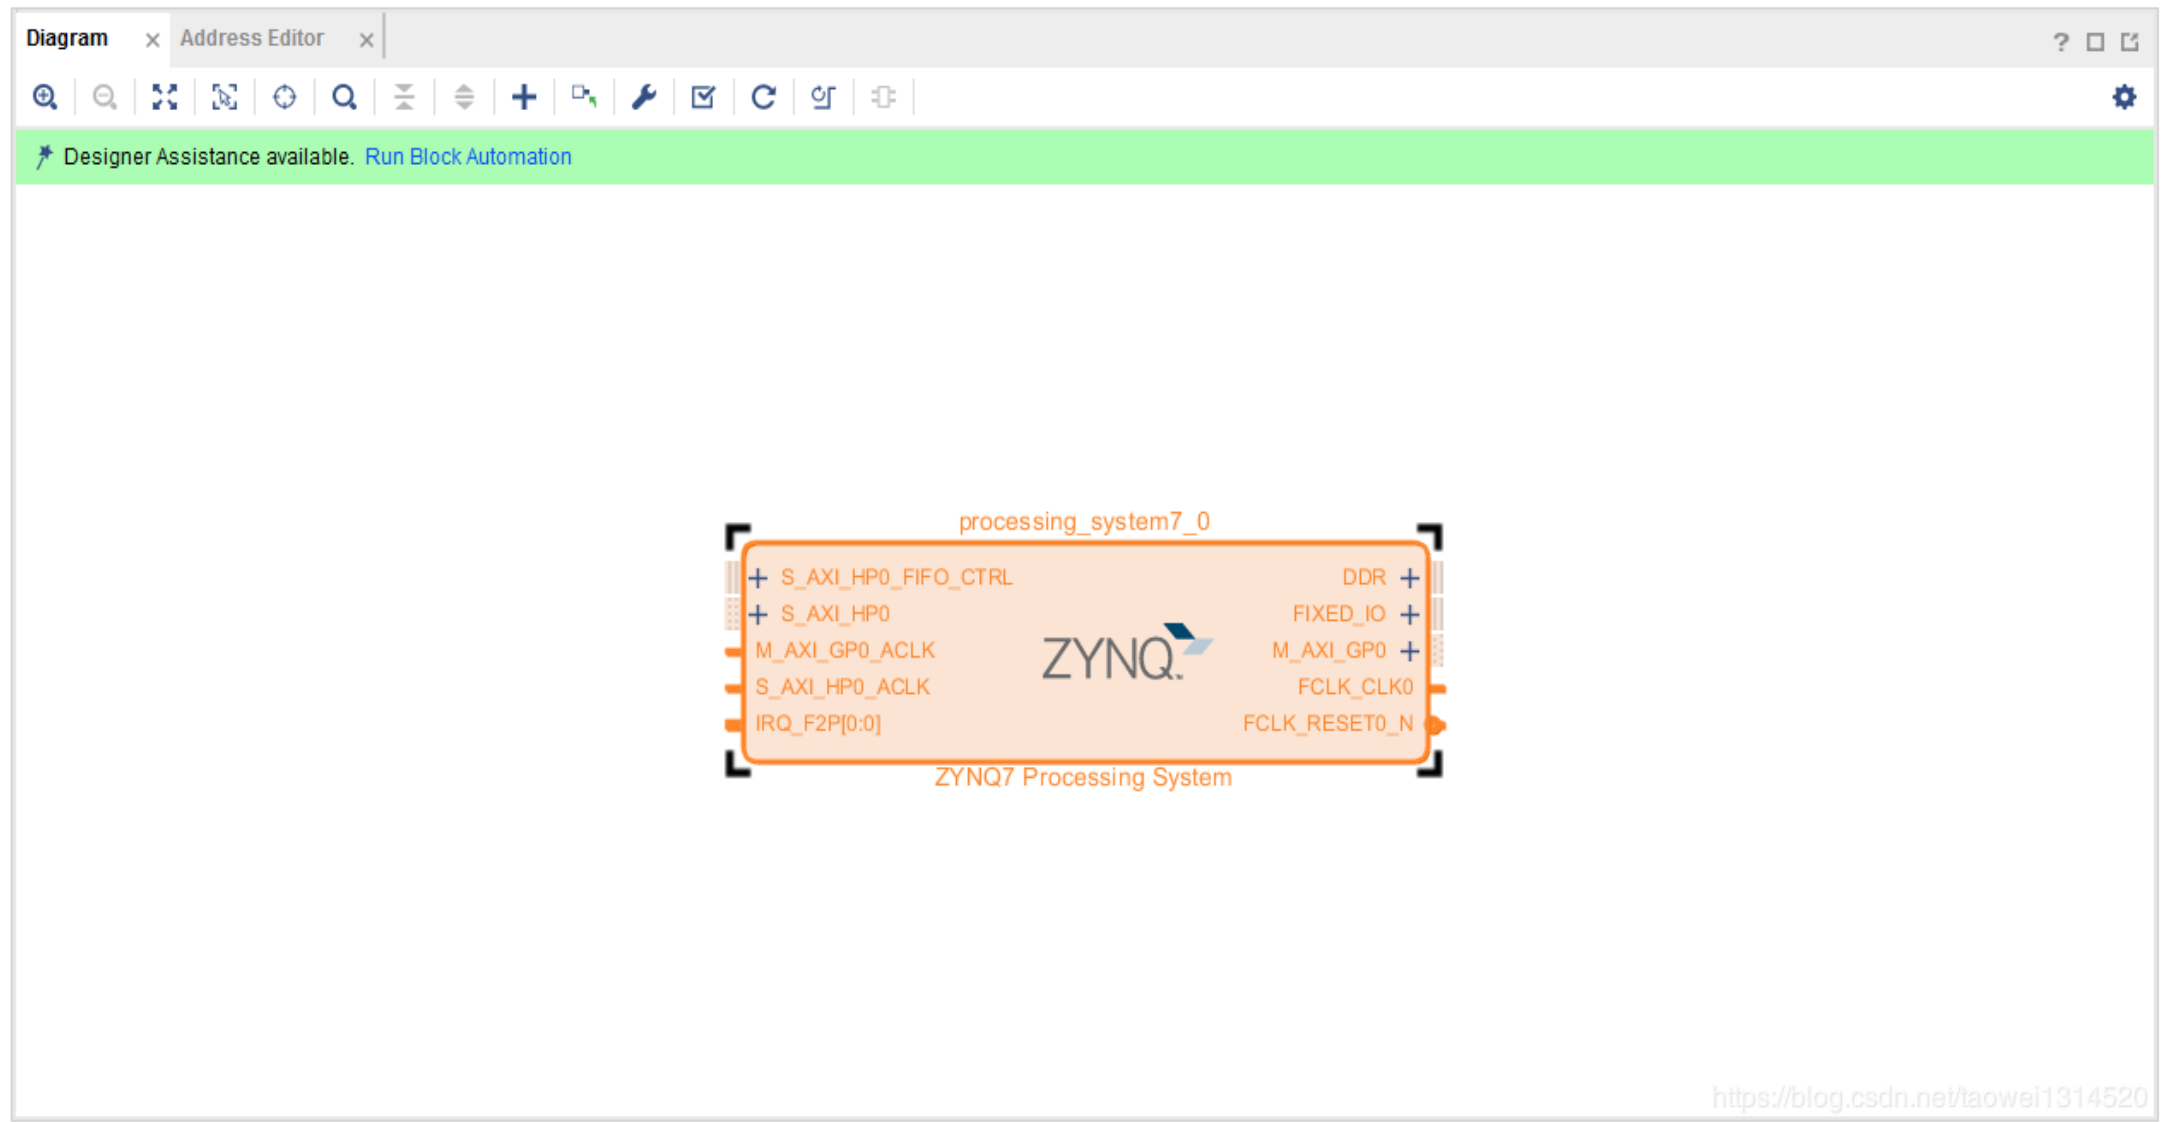 Diagram
Address Editor
Designer Assistance available. Run Block Automation
processing_system7_0
S_AXI_HP0_FIFO_CTRL
S_AXI_HP0
M_AXI_GP0_ACLK
S_AXI_HP0_ACLK
IRQ_F2P[0:0]
ZYNQ™
DDR
FIXED_IO
M_AXI_GP0
FCLK_CLK0
FCLK_RESET0_N
ZYNQ7 Processing System
https://blog.csdn.net/taowei1314520